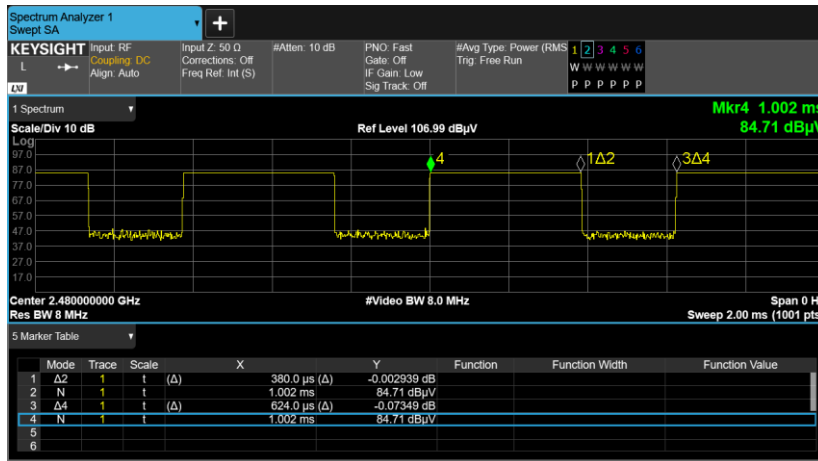 Spectrum Analyzer 1
Swept SA
KEYSIGHT Input: RF Input Z: 50 Ω #Atten: 10 dB PNO: Fast #Avg Type: Power (RMS 1 2 3 4 5 6
L Coupling: DC Corrections: Off Gate: Off Trig: Free Run W W W W W W
Align: Auto Freq Ref: Int (S) IF Gain: Low
LXI Sig Track: Off P P P P P P
1 Spectrum Mkr4 1.002 ms
Scale/Div 10 dB Ref Level 106.99 dBµV 84.71 dBµV
Log
97.0
4 1Δ2 3Δ4
87.0
77.0
67.0
57.0
47.0
37.0
27.0
17.0
Center 2.480000000 GHz #Video BW 8.0 MHz Span 0 H
Res BW 8 MHz Sweep 2.00 ms (1001 pts
5 Marker Table
Mode Trace Scale X Y Function Function Width Function Value
1 Δ2 1 t (Δ) 380.0 µs (Δ) -0.002939 dB
2 N 1 t 1.002 ms 84.71 dBµV
3 Δ4 1 t (Δ) 624.0 µs (Δ) -0.07349 dB
4 N 1 t 1.002 ms 84.71 dBµV
5
6